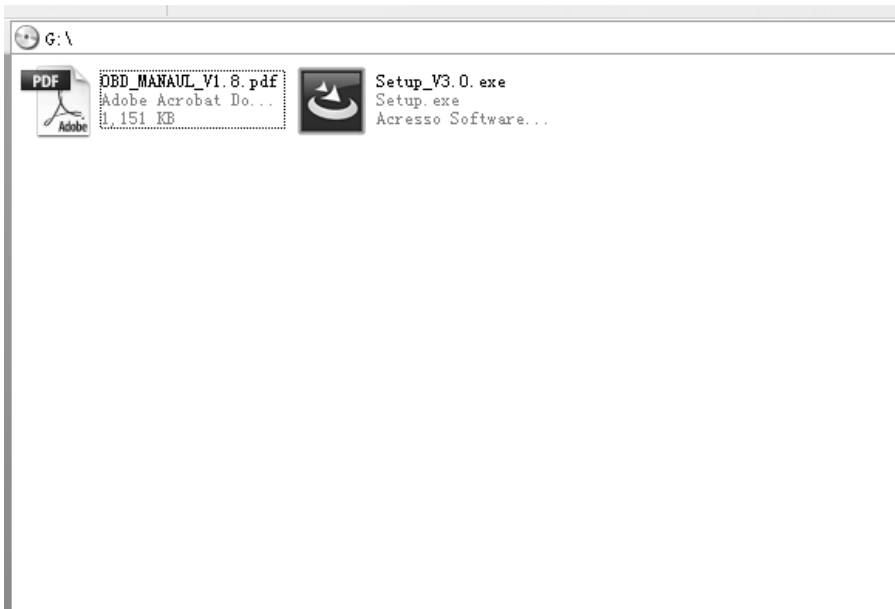 G:\
PDF
Adobe
OBD_MANAUL_V1.8.pdf
Adobe Acrobat Do...
1,151 KB
Setup_V3.0.exe
Setup.exe
Acresso Software...